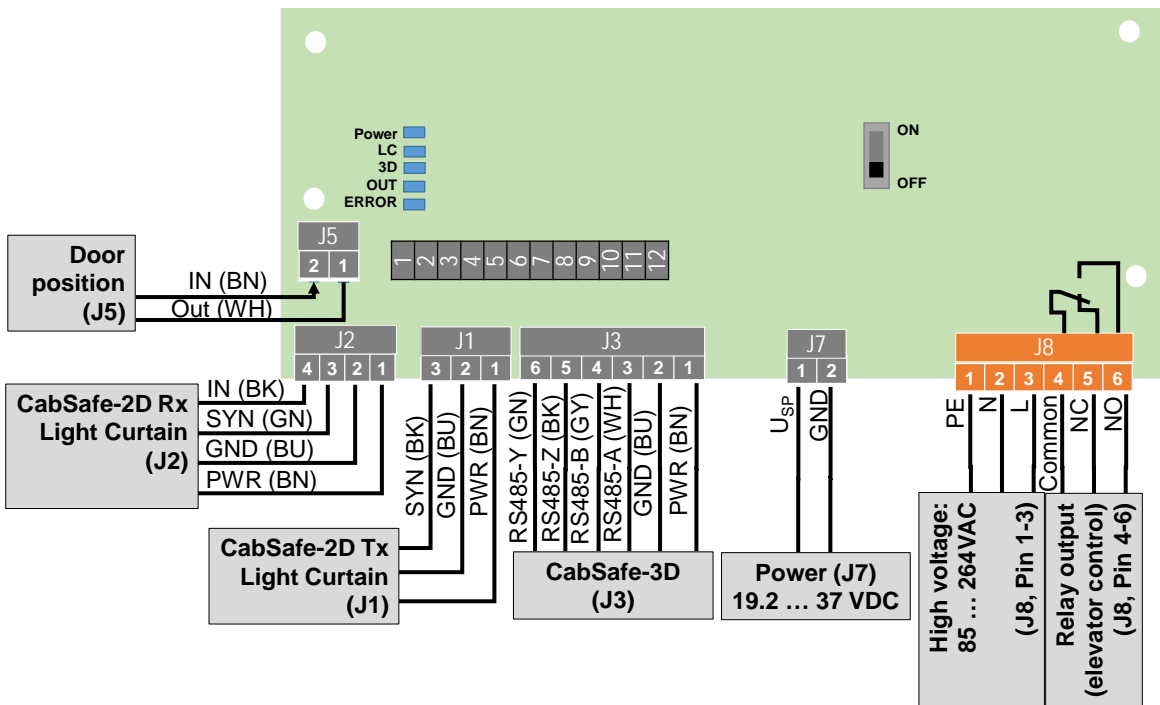 Power
LC
3D
OUT
ERROR
ON
OFF
J5
2 1
1 2 3 4 5 6 7 8 9 10 11 12
Door
position
(J5)
IN (BN)
Out (WH)
J2
4 3 2 1
J1
3 2 1
J3
6 5 4 3 2 1
J7
1 2
J8
1 2 3 4 5 6
CabSafe-2D Rx
Light Curtain
(J2)
IN (BK)
SYN (GN)
GND (BU)
PWR (BN)
SYN (BK)
GND (BU)
PWR (BN)
RS485-Y (GN)
RS485-Z (BK)
RS485-B (GY)
RS485-A (WH)
GND (BU)
PWR (BN)
USP
GND
PE
N
L
Common
NC
NO
CabSafe-2D Tx
Light Curtain
(J1)
CabSafe-3D
(J3)
Power (J7)
19.2 … 37 VDC
High voltage:
85 … 264VAC
(J8, Pin 1-3)
Relay output
(elevator control)
(J8, Pin 4-6)